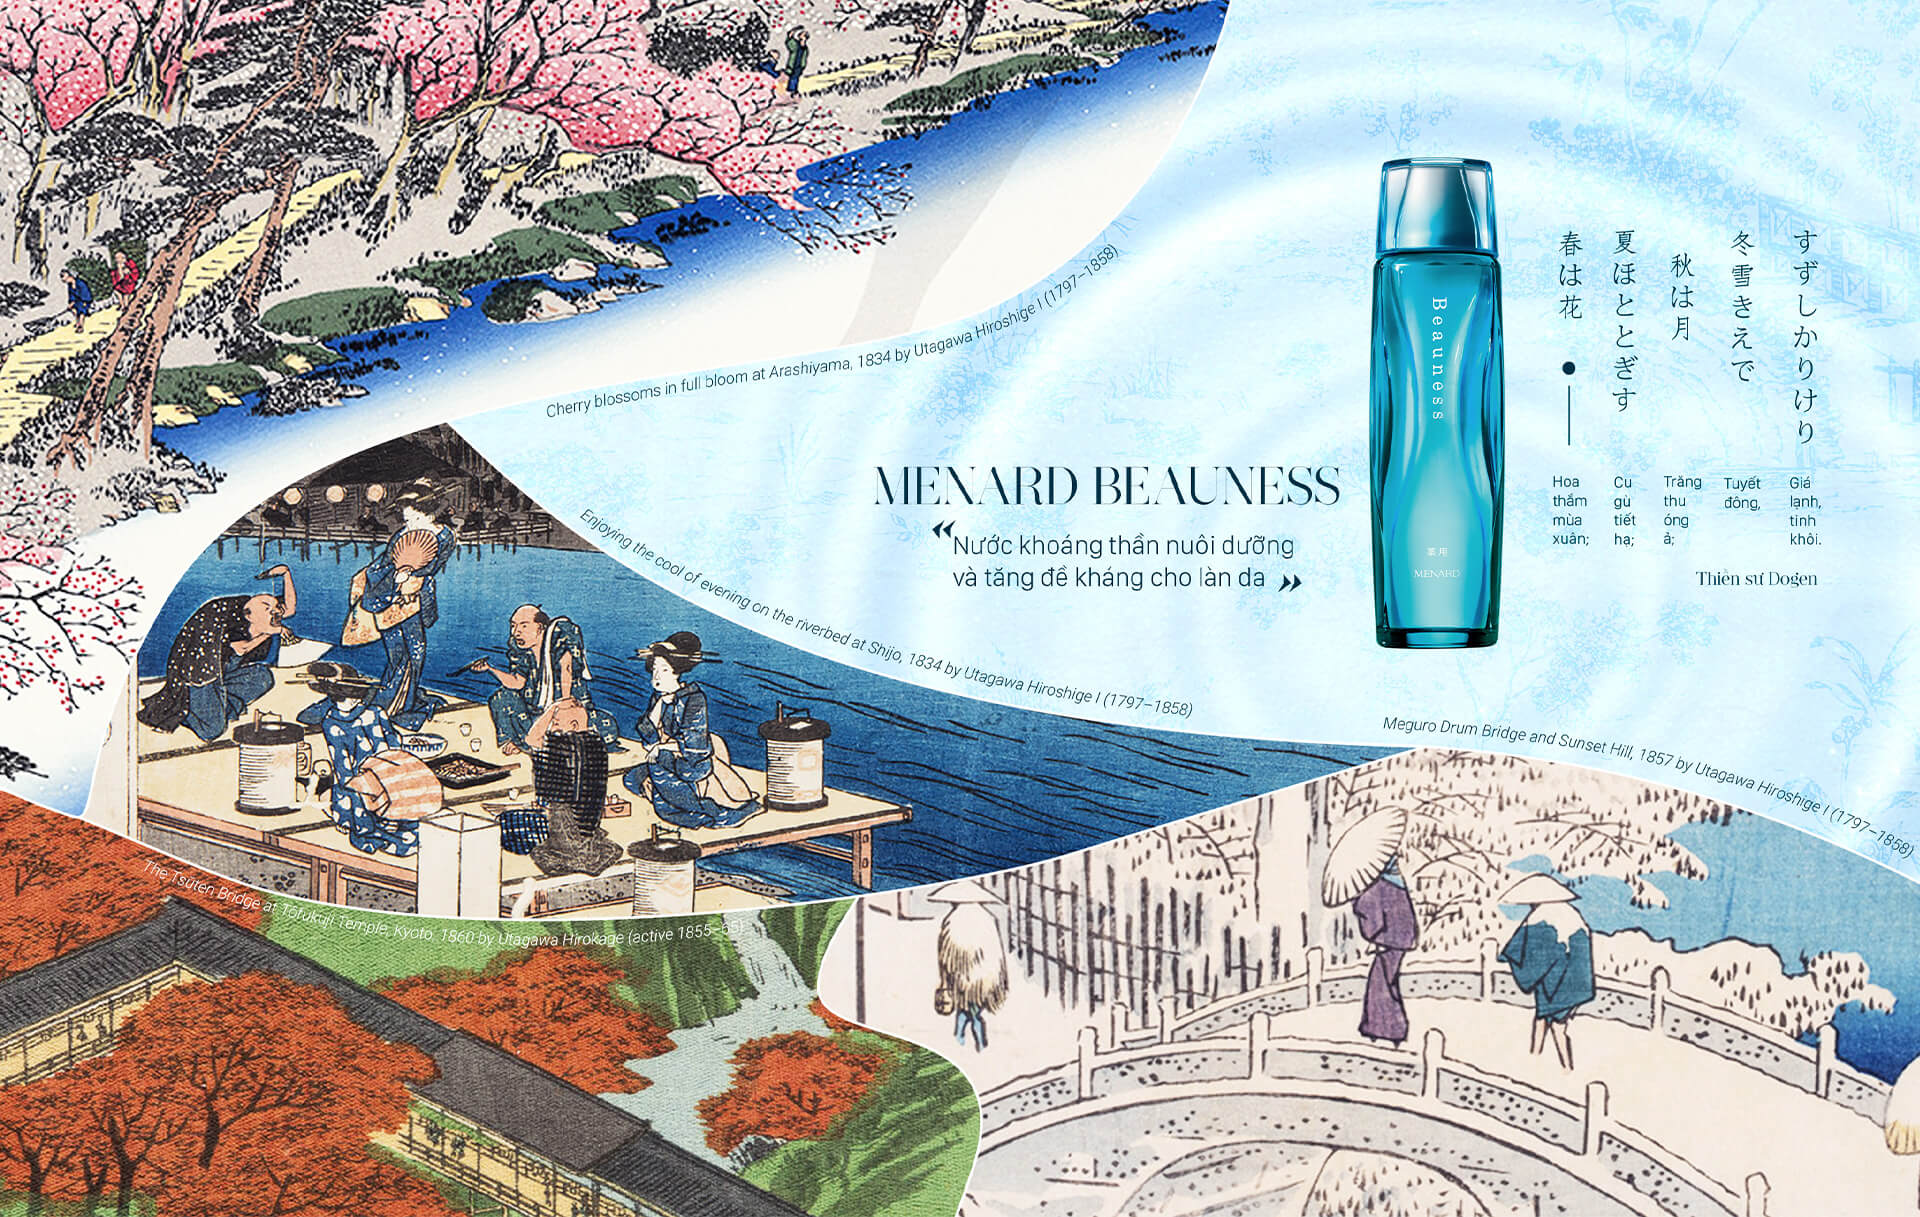 Cherry blossoms in full bloom at Arashiyama, 1834 by Utagawa Hiroshige I (1797–1858)
Enjoying the cool of evening on the riverbed at Shijo, 1834 by Utagawa Hiroshige I (1797–1858)
MENARD BEAUNESS
“Nước khoáng thần nuôi dưỡng
và tăng đề kháng cho làn da”
Beauness
薬用
MENARD
春は花
夏ほととぎす
秋は月
冬雪きえで
すずしかりけり
Hoa
thắm
mùa
xuân;
Cu
gù
tiết
hạ;
Trăng
thu
óng
ả;
Tuyết
đông,
Giá
lạnh,
tinh
khôi.
Thiền sư Dogen
Meguro Drum Bridge and Sunset Hill, 1857 by Utagawa Hiroshige I (1797–1858)
The Tsuten Bridge at Tofukuji Temple, Kyoto, 1860 by Utagawa Hirokage (active 1855–65)